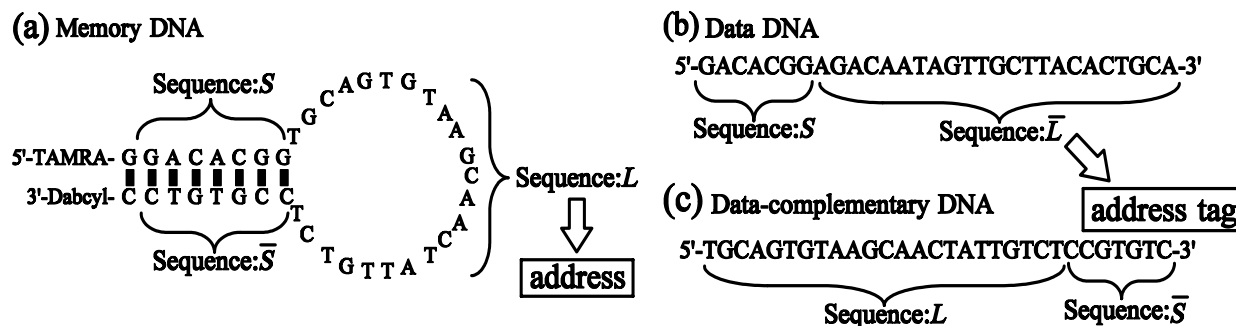 (a) Memory DNA
Sequence:S
5'-TAMRA- G G A C A C G G
3'-Dabcyl- C C T G T G C C
Sequence:S̅
T G C A G T G T A A G C A A C T A T T G T C T
Sequence:L
address
(b) Data DNA
5'-GACACGGAGACAATAGTTGCTTACACTGCA-3'
Sequence:S
Sequence:L̅
address tag
(c) Data-complementary DNA
5'-TGCAGTGTAAGCAACTATTGTCTCCGTGTC-3'
Sequence:L
Sequence:S̅